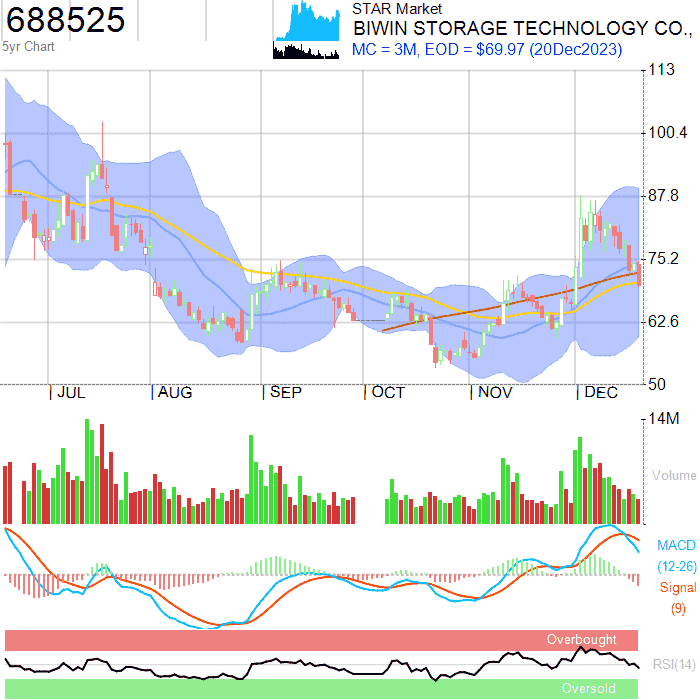 688525
5yr Chart
STAR Market
BIWIN STORAGE TECHNOLOGY CO.,
MC = 3M, EOD = $69.97 (20Dec2023)
113
100.4
87.8
75.2
62.6
50
JUL AUG SEP OCT NOV DEC
14M
Volume
MACD
(12-26)
Signal
(9)
Overbought
RSI(14)
Oversold